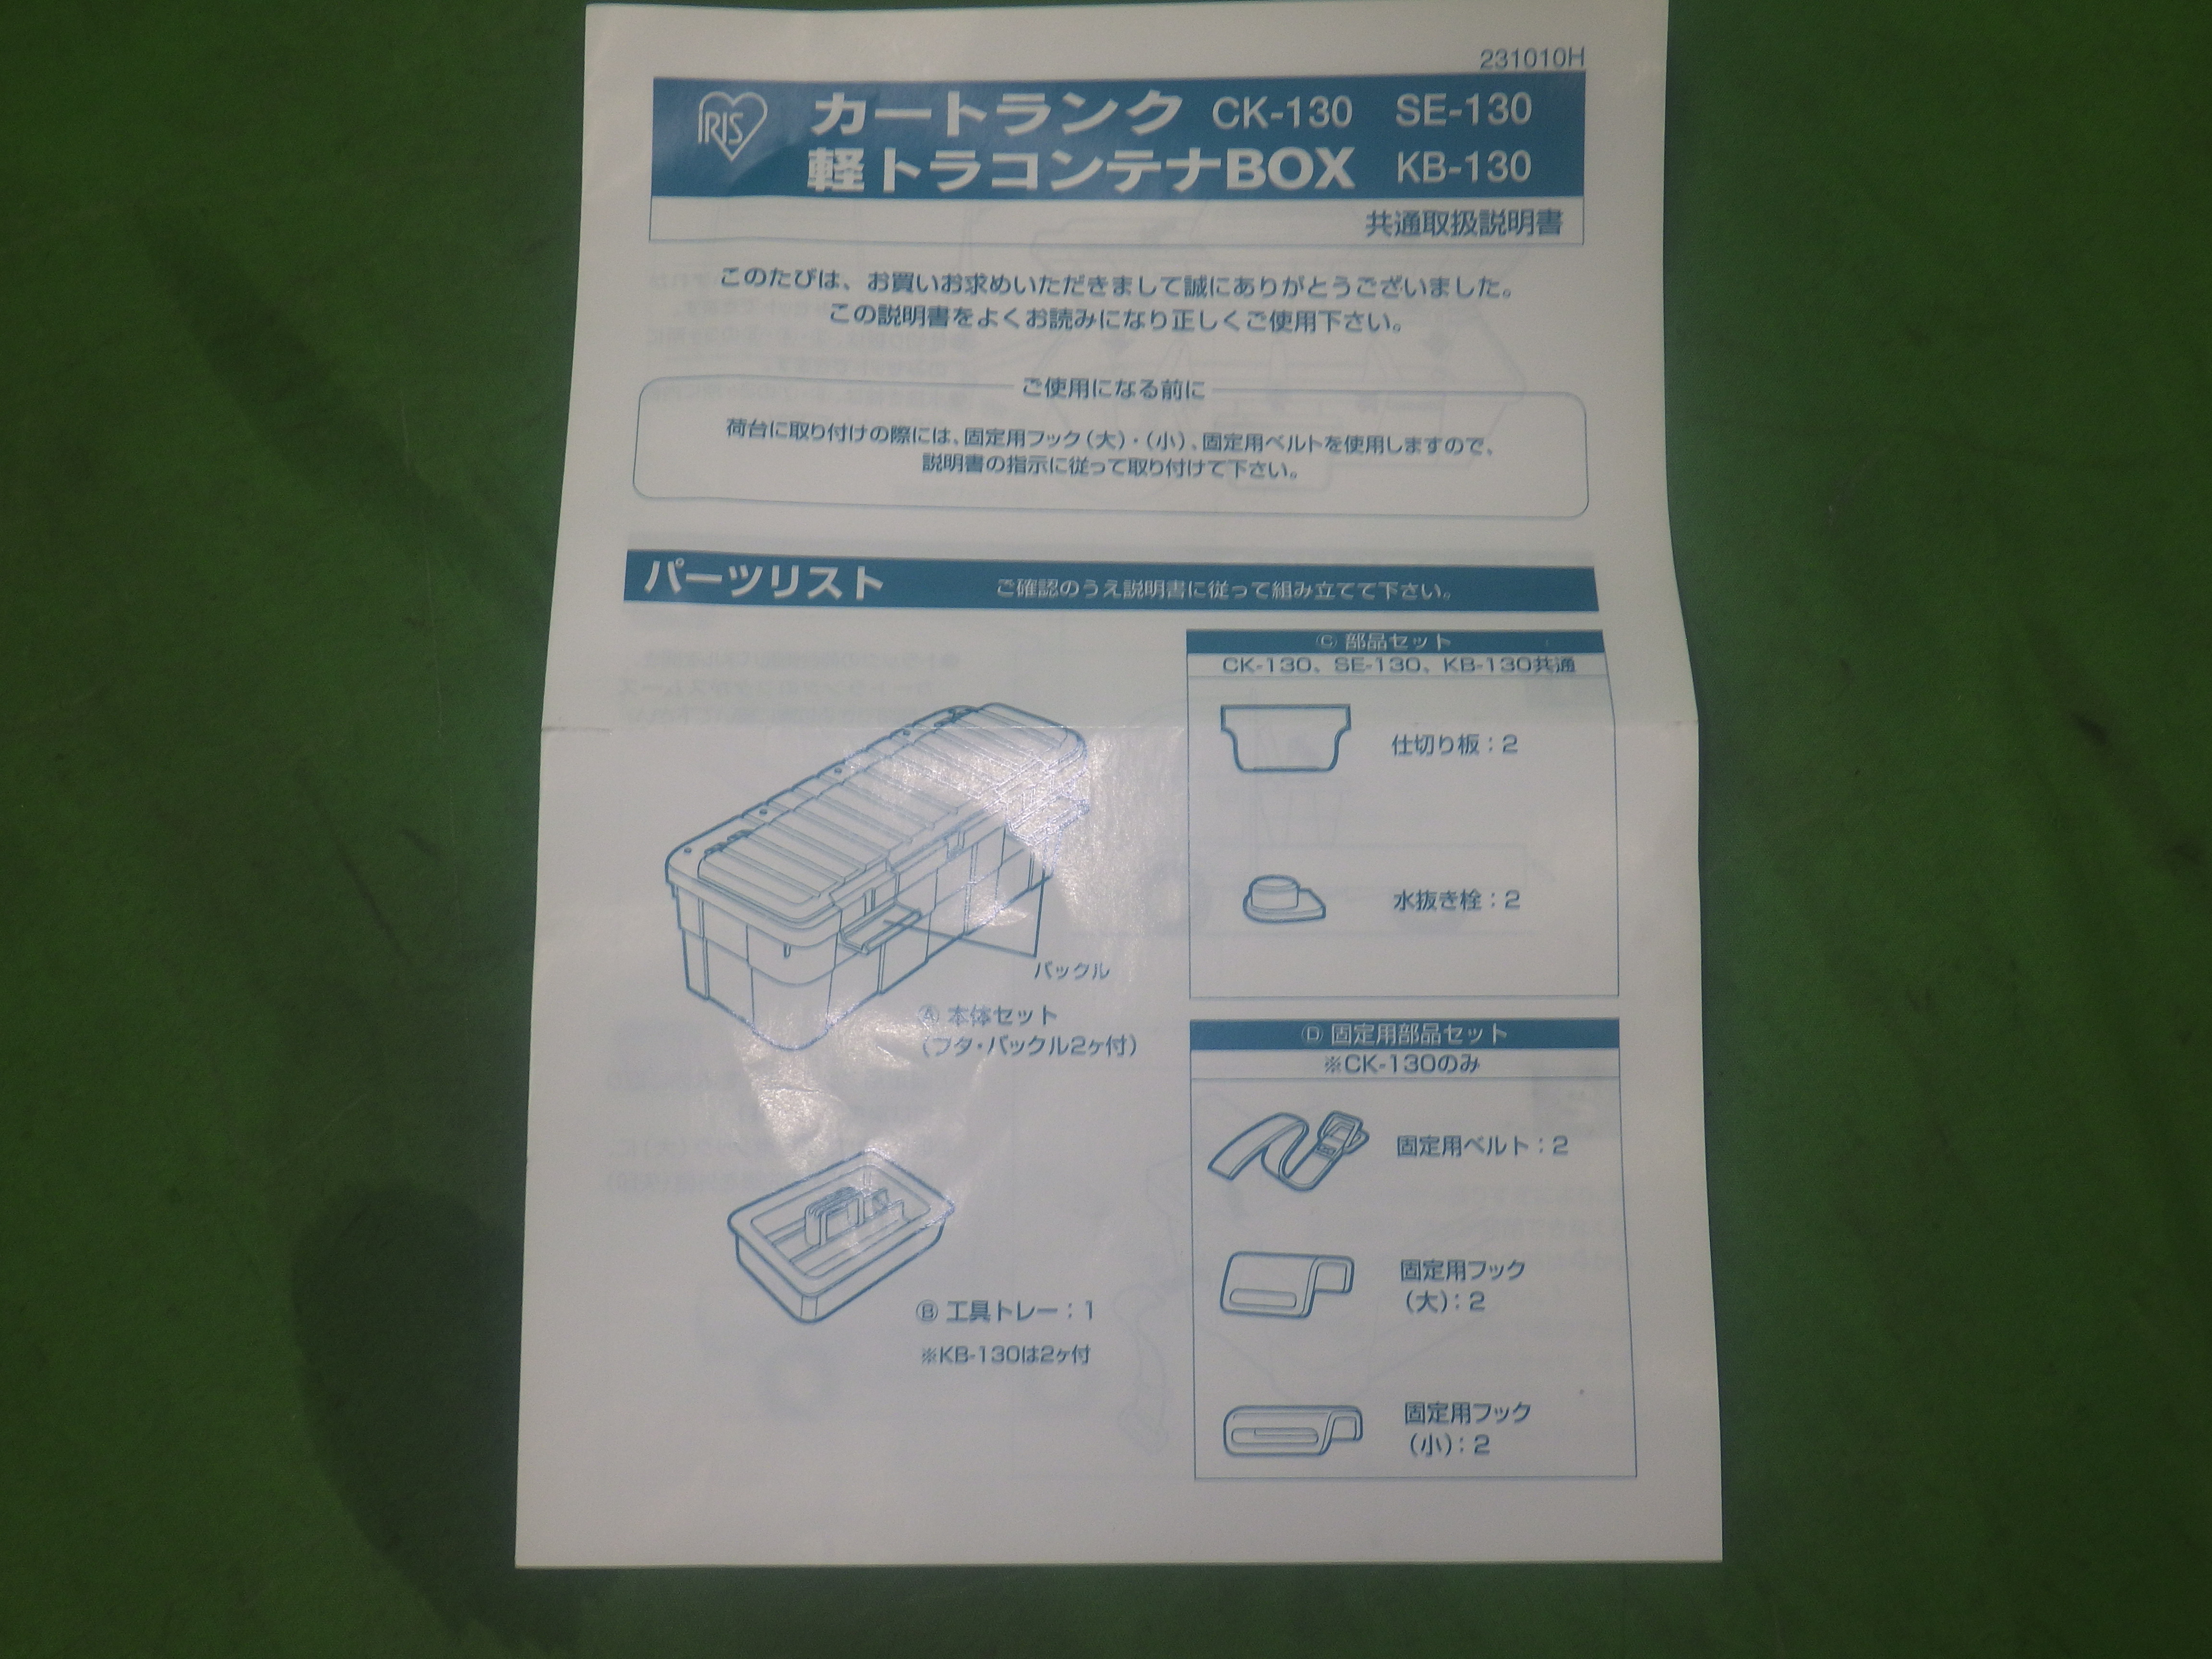 231010H
IRIS
カートランク CK-130 SE-130
軽トラコンテナBOX KB-130
共通取扱説明書
このたびは、お買いお求めいただきまして誠にありがとうございました。
この説明書をよくお読みになり正しくご使用下さい。
ご使用になる前に
荷台に取り付けの際には、固定用フック(大)・(小)、固定用ベルトを使用しますので、
説明書の指示に従って取り付けて下さい。
パーツリスト ご確認のうえ説明書に従って組み立てて下さい。
バックル
Ⓐ 本体セット
(フタ・バックル2ヶ付)
Ⓑ 工具トレー:1
※KB-130は2ヶ付
Ⓒ 部品セット
CK-130、SE-130、KB-130共通
仕切り板:2
水抜き栓:2
Ⓓ 固定用部品セット
※CK-130のみ
固定用ベルト:2
固定用フック
(大):2
固定用フック
(小):2